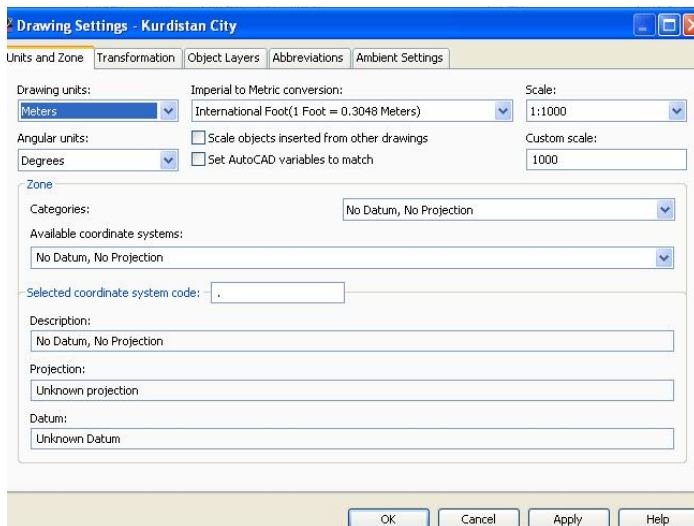 Drawing Settings - Kurdistan City
Units and Zone Transformation Object Layers Abbreviations Ambient Settings
Drawing units: Imperial to Metric conversion: Scale:
Meters International Foot(1 Foot = 0.3048 Meters) 1:1000
Angular units: Scale objects inserted from other drawings Custom scale:
Degrees Set AutoCAD variables to match 1000
Zone
Categories: No Datum, No Projection
Available coordinate systems:
No Datum, No Projection
Selected coordinate system code: .
Description:
No Datum, No Projection
Projection:
Unknown projection
Datum:
Unknown Datum
OK Cancel Apply Help